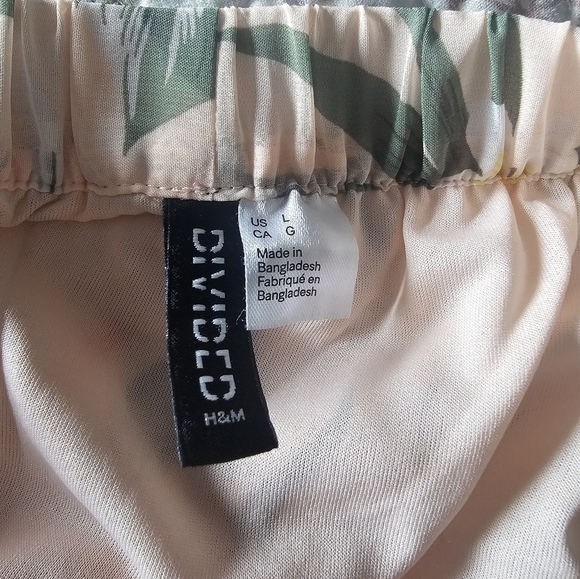 DIVIDED
H&M
US L
CA G
Made in
Bangladesh
Fabriqué en
Bangladesh